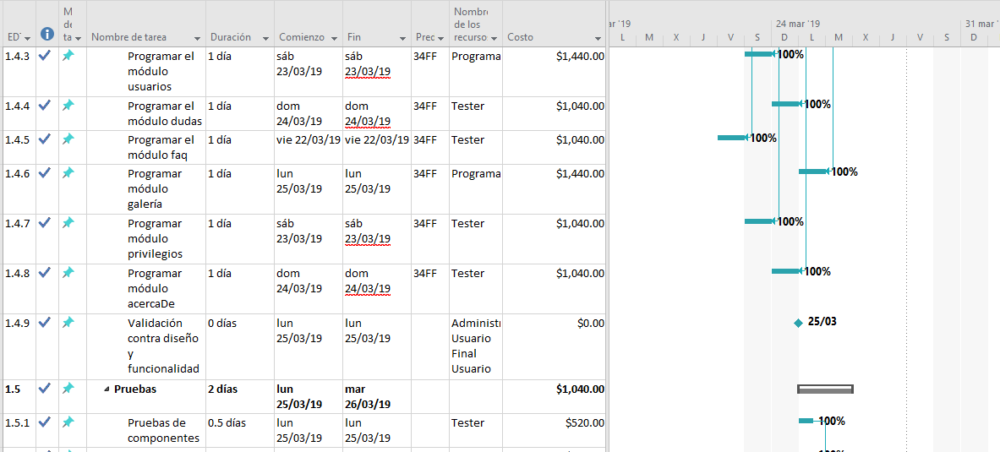 M
de
ta
Nombre
de los
recurso
ar '19
24 mar '19
31 mar
EDT
Nombre de tarea
Duración
Comienzo
Fin
Prec
Costo
L M X J V S D L M X J V S D
1.4.3
Programar el
módulo
usuarios
1 día
sáb
23/03/19
sáb
23/03/19
34FF
Programa
$1,440.00
100%
1.4.4
Programar el
módulo dudas
1 día
dom
24/03/19
dom
24/03/19
34FF
Tester
$1,040.00
100%
1.4.5
Programar el
módulo faq
1 día
vie 22/03/19
vie 22/03/19
34FF
Tester
$1,040.00
100%
1.4.6
Programar
módulo
galería
1 día
lun
25/03/19
lun
25/03/19
34FF
Programa
$1,440.00
100%
1.4.7
Programar
módulo
privilegios
1 día
sáb
23/03/19
sáb
23/03/19
34FF
Tester
$1,040.00
100%
1.4.8
Programar
módulo
acercaDe
1 día
dom
24/03/19
dom
24/03/19
34FF
Tester
$1,040.00
100%
1.4.9
Validación
contra diseño
y
funcionalidad
0 días
lun
25/03/19
lun
25/03/19
Administr
Usuario
Final
Usuario
$0.00
25/03
1.5
Pruebas
2 días
lun
25/03/19
mar
26/03/19
$1,040.00
1.5.1
Pruebas de
componentes
0.5 días
lun
25/03/19
lun
25/03/19
Tester
$520.00
100%